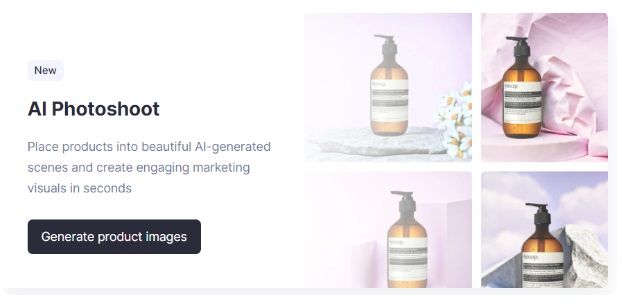 New
AI Photoshoot
Place products into beautiful AI-generated
scenes and create engaging marketing
visuals in seconds
Generate product images
Aesop.
Aesop.
Aesop.
Aesop.